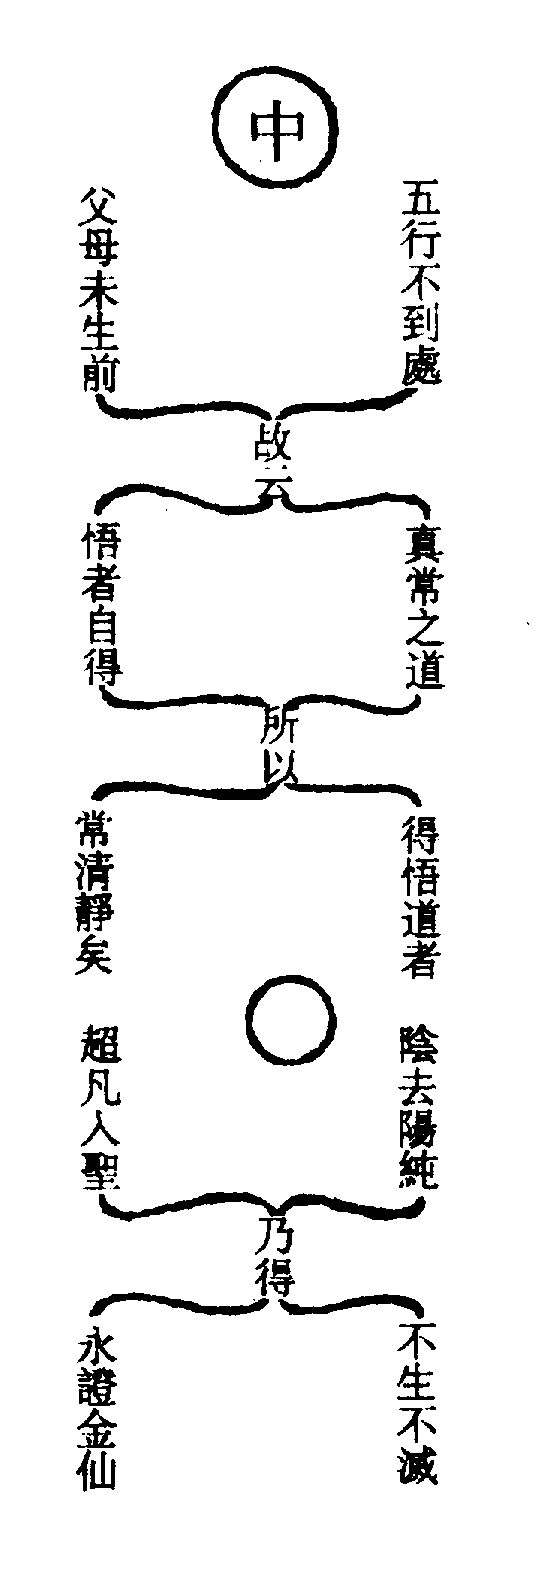 中
五行不到處
父母未生前
故云
真常之道
悟者自得
所以
得悟道者
常清靜矣
陰去陽純
超凡入聖
乃得
不生不滅
永證金仙